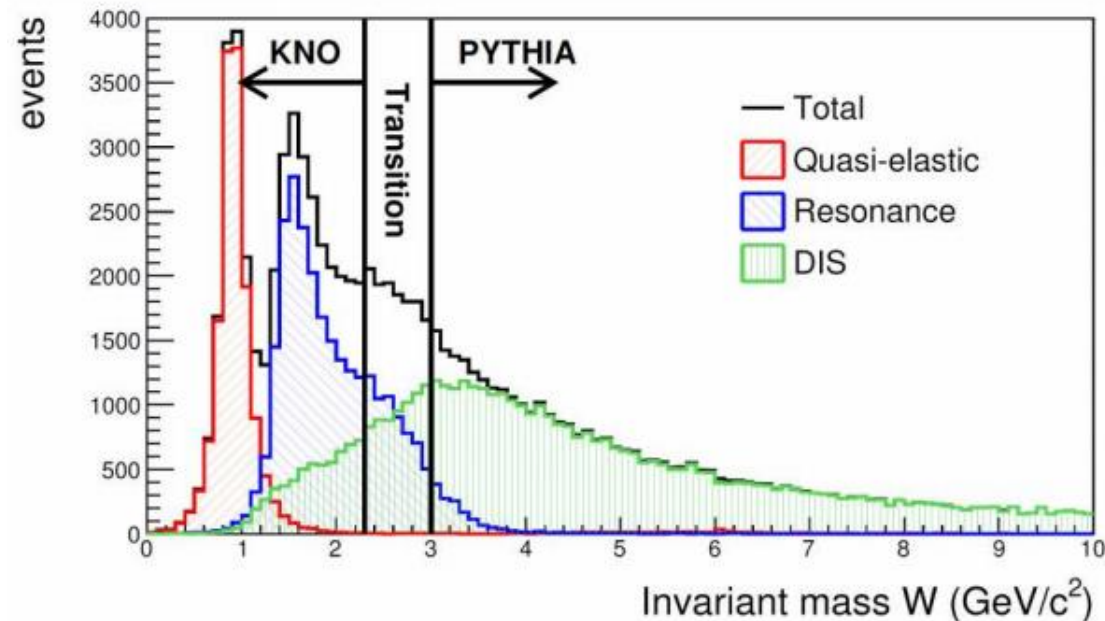 events
4000
3500
3000
2500
2000
1500
1000
500
0
KNO
Transition
PYTHIA
Total
Quasi-elastic
Resonance
DIS
0 1 2 3 4 5 6 7 8 9 10
Invariant mass W (GeV/c²)